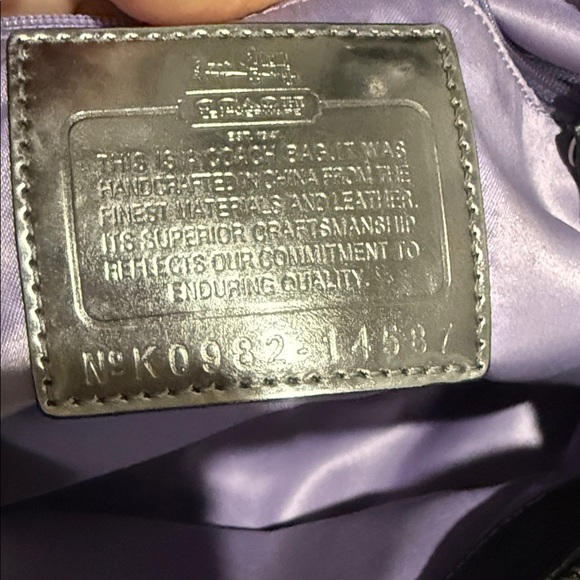 COACH
EST. 1941
THIS IS A COACH BAG. IT WAS
HANDCRAFTED IN CHINA FROM THE
FINEST MATERIALS AND LEATHER.
ITS SUPERIOR CRAFTSMANSHIP
REFLECTS OUR COMMITMENT TO
ENDURING QUALITY.
Nº K0982-14587